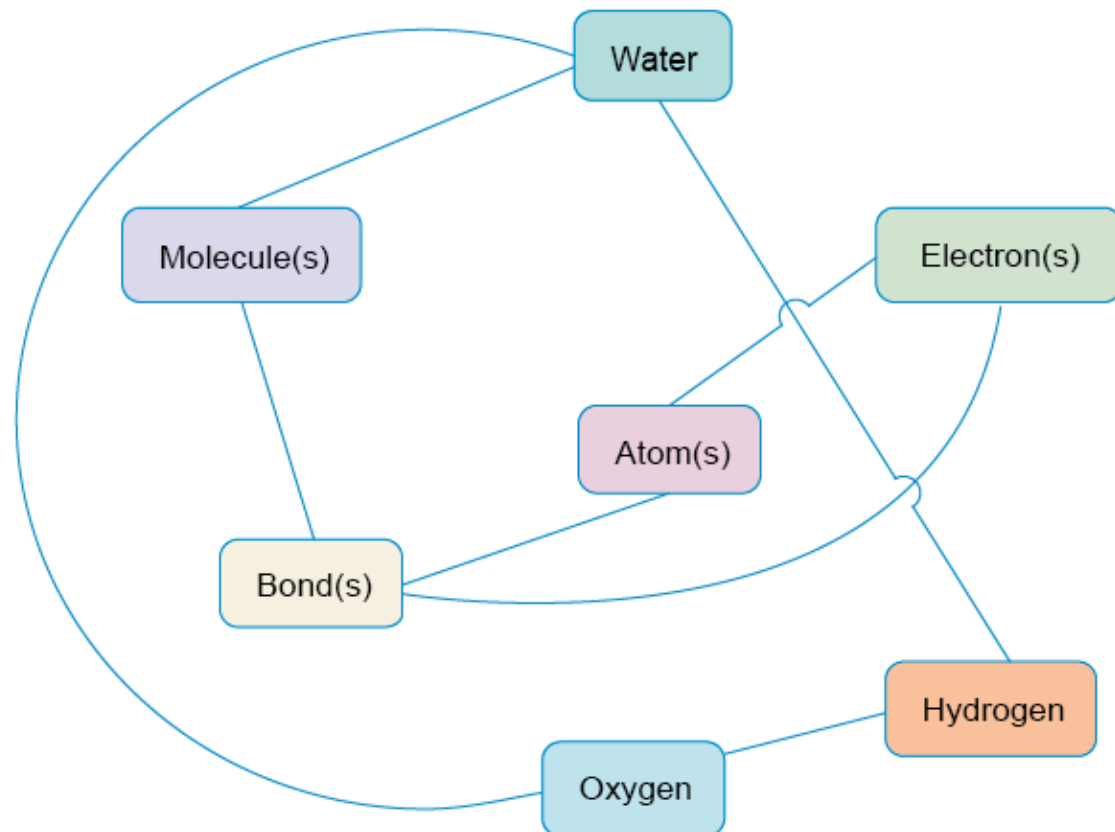 Water
Molecule(s)
Electron(s)
Atom(s)
Bond(s)
Hydrogen
Oxygen